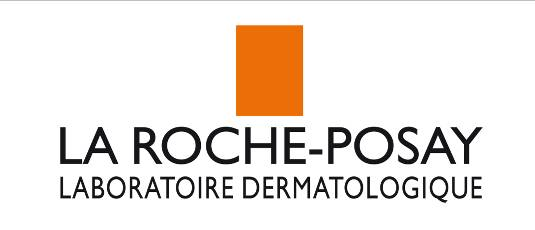 LA ROCHE-POSAY
LABORATOIRE DERMATOLOGIQUE